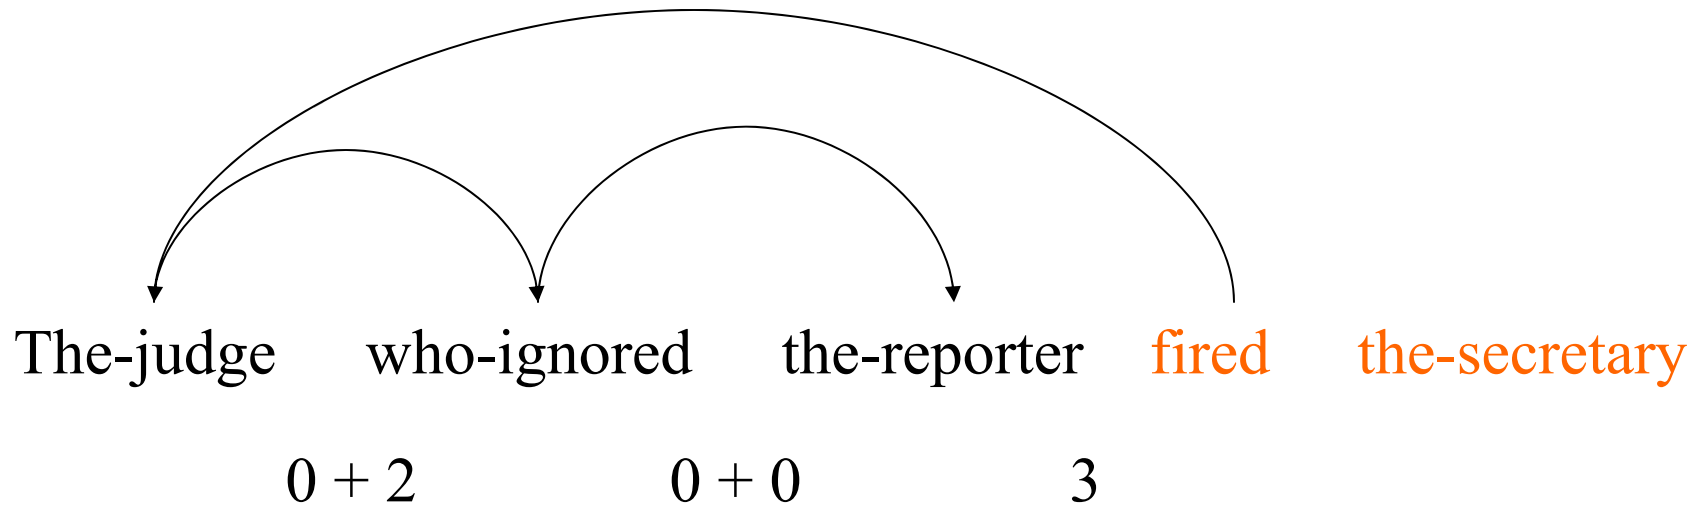 The-judge who-ignored the-reporter fired the-secretary
0 + 2 0 + 0 3